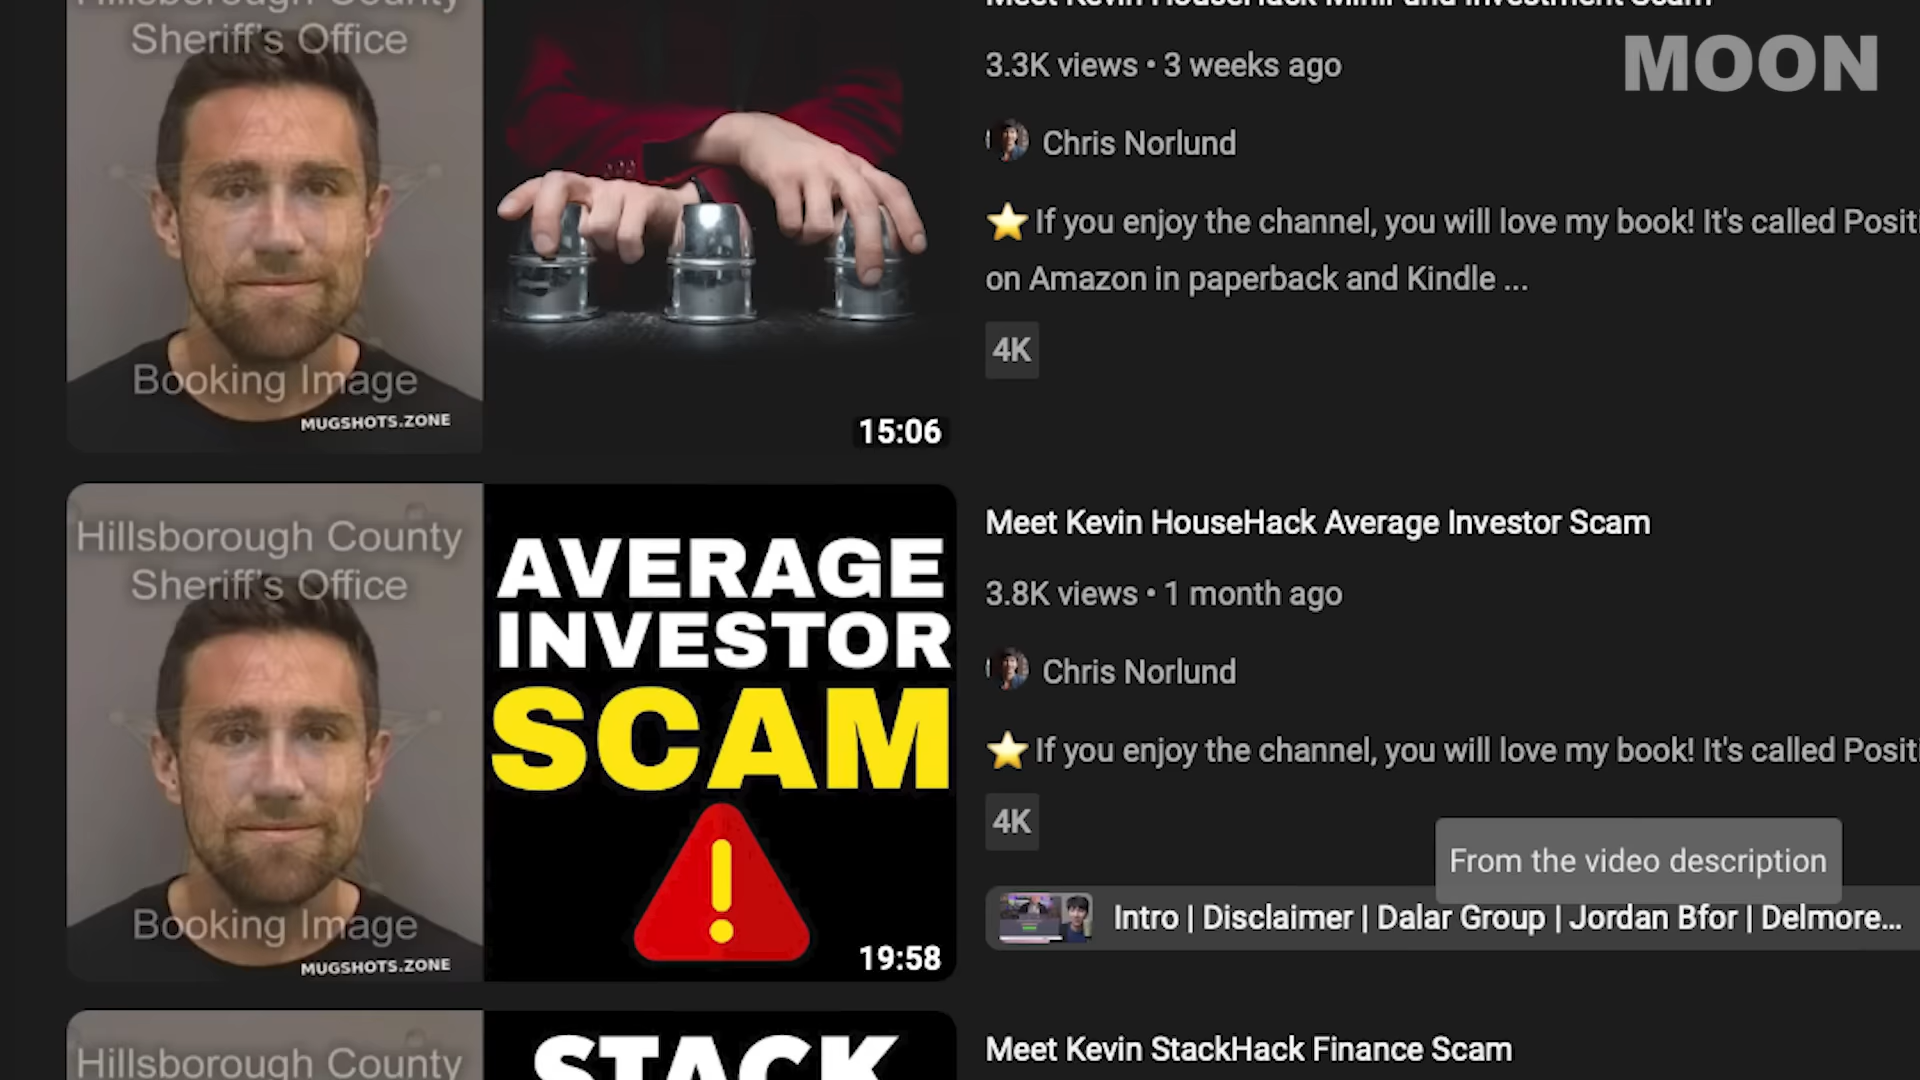 Hillsborough County
Sheriff's Office
Booking Image
MUGSHOTS.ZONE
15:06
Meet Kevin HouseHack MiniFund Investment Scam
3.3K views • 3 weeks ago
Chris Norlund
⭐ If you enjoy the channel, you will love my book! It's called Positi
on Amazon in paperback and Kindle ...
4K
MOON
Hillsborough County
Sheriff's Office
Booking Image
MUGSHOTS.ZONE
AVERAGE
INVESTOR
SCAM
19:58
Meet Kevin HouseHack Average Investor Scam
3.8K views • 1 month ago
Chris Norlund
⭐ If you enjoy the channel, you will love my book! It's called Positi
4K
From the video description
Intro | Disclaimer | Dalar Group | Jordan Bfor | Delmore...
Hillsborough County
STACK
Meet Kevin StackHack Finance Scam